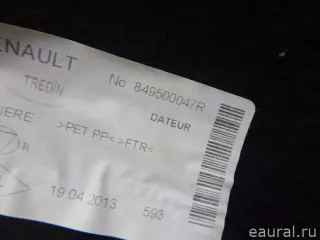 ENAULT
TREDIN
No 849500047R
DATEUR
IERE
>PET.PP< >FTR<
R
19.04 2013 593
eaural.ru